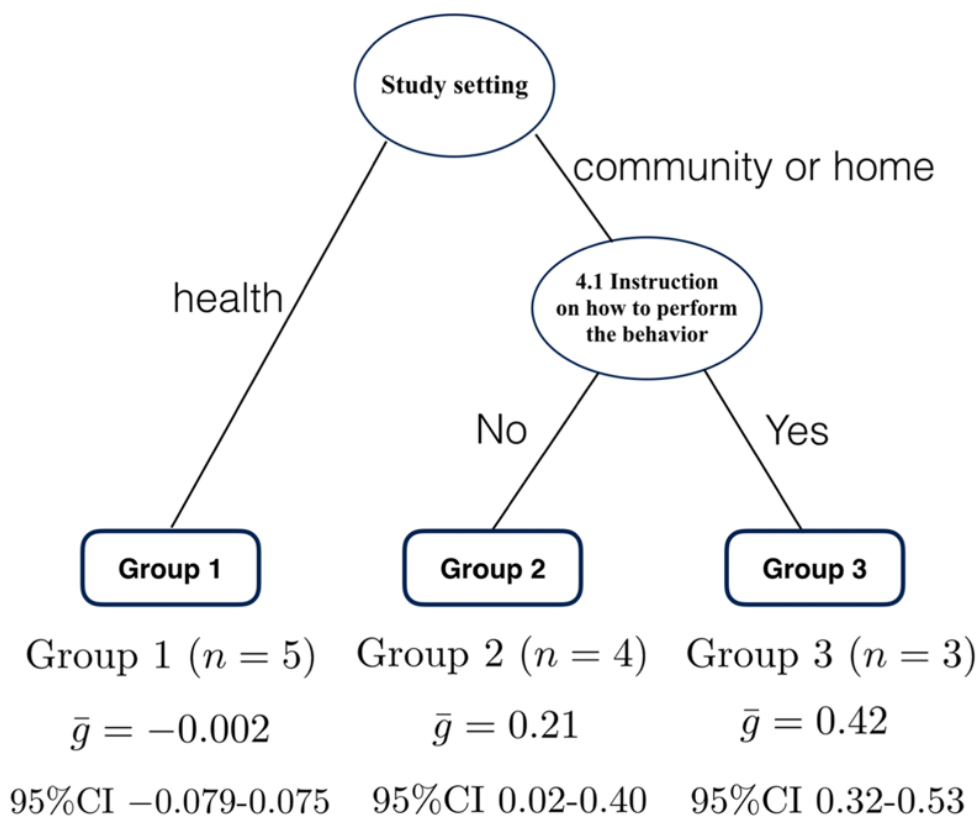 Study setting
community or home
health
4.1 Instruction
on how to perform
the behavior
No
Yes
Group 1
Group 2
Group 3
Group 1 (n = 5)
Group 2 (n = 4)
Group 3 (n = 3)
ḡ = −0.002
ḡ = 0.21
ḡ = 0.42
95%CI −0.079-0.075
95%CI 0.02-0.40
95%CI 0.32-0.53